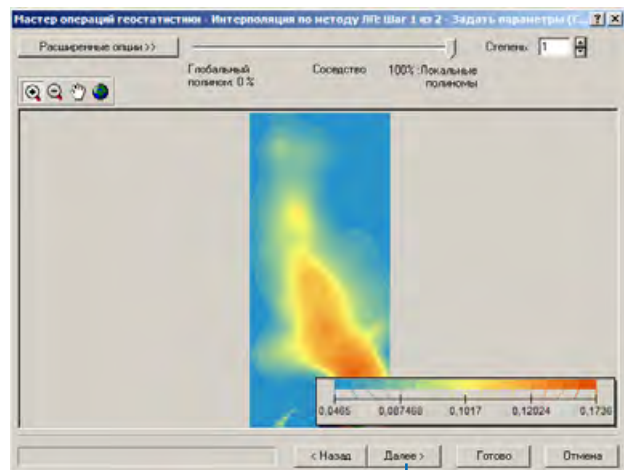 Мастер операций геостатистики - Интерполяция по методу ЛПИ: Шаг 1 из 2 - Задать параметры
Расширенные опции >>
Степень: 1
Глобальный полином: 0 %
Соседство
100% :Локальные полиномы
0,0465 0,087468 0,1017 0,12024 0,1736
< Назад
Далее >
Готово
Отмена